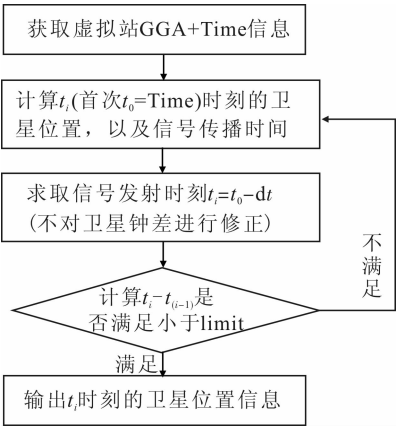 获取虚拟站GGA+Time信息
计算tᵢ(首次t₀=Time)时刻的卫
星位置，以及信号传播时间
求取信号发射时刻tᵢ=t₀−dt
(不对卫星钟差进行修正)
不满足
计算tᵢ−t₍ᵢ₋₁₎是
否满足小于limit
满足
输出tᵢ时刻的卫星位置信息